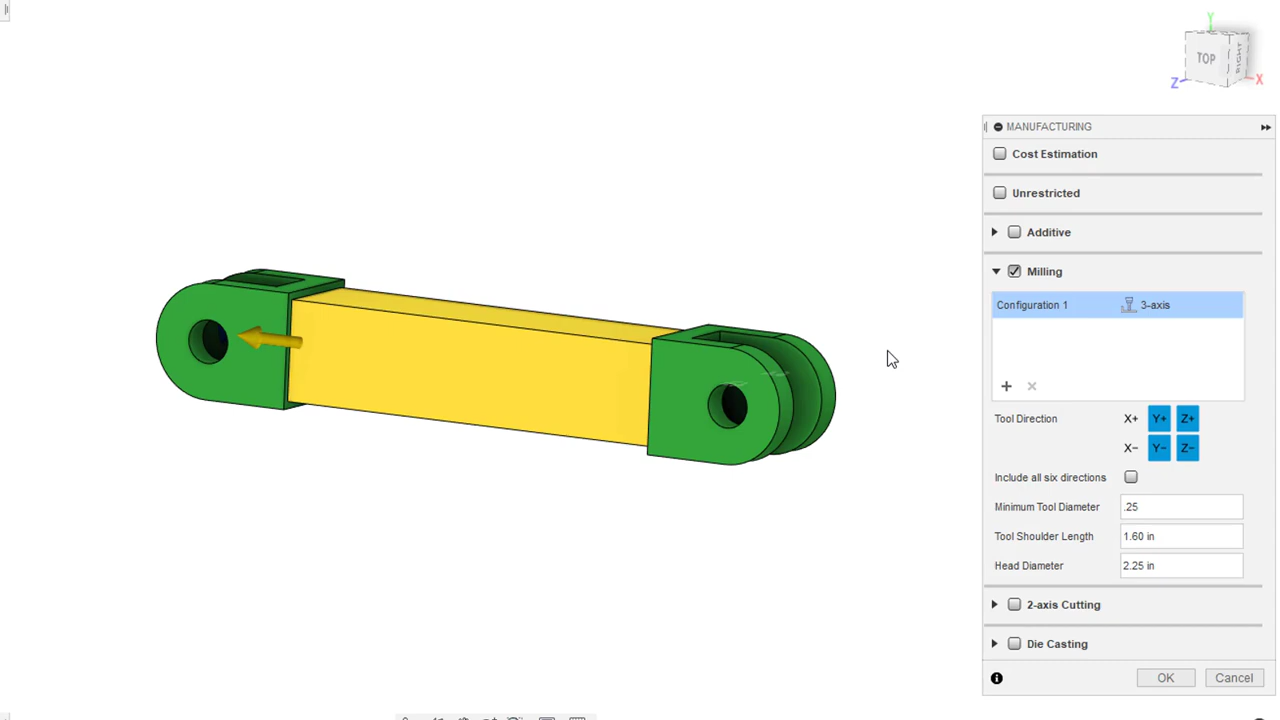 Y
TOP
RIGHT
Z
X
MANUFACTURING
Cost Estimation
Unrestricted
Additive
Milling
Configuration 1 3-axis
Tool Direction X+ Y+ Z+
X− Y− Z−
Include all six directions
Minimum Tool Diameter .25
Tool Shoulder Length 1.60 in
Head Diameter 2.25 in
2-axis Cutting
Die Casting
OK Cancel